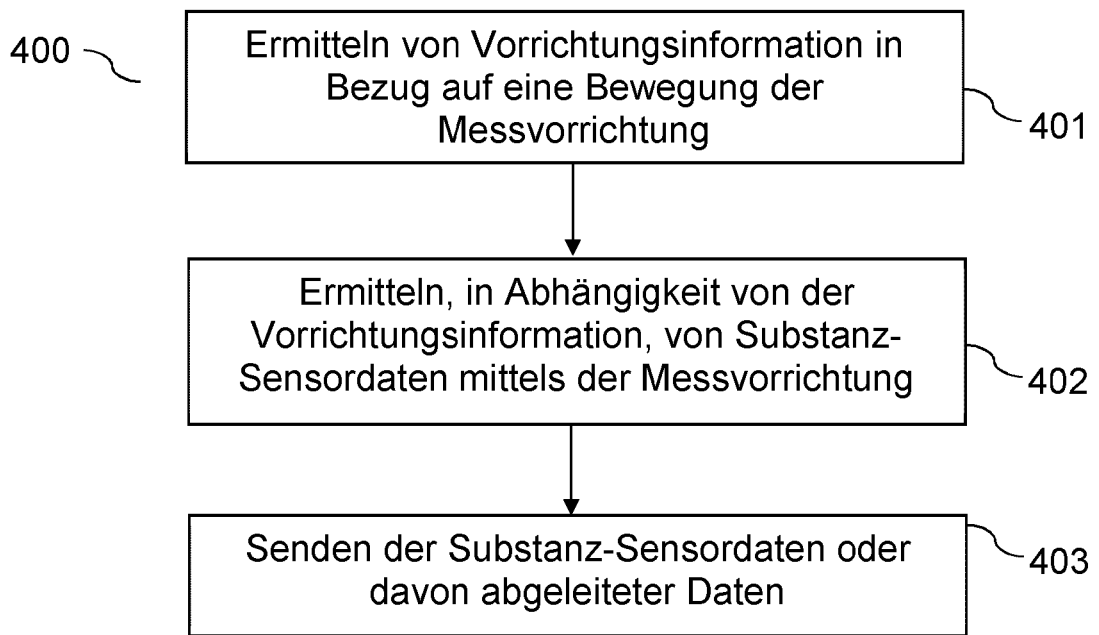 400
Ermitteln von Vorrichtungsinformation in
Bezug auf eine Bewegung der
Messvorrichtung
401
Ermitteln, in Abhängigkeit von der
Vorrichtungsinformation, von Substanz-
Sensordaten mittels der Messvorrichtung
402
Senden der Substanz-Sensordaten oder
davon abgeleiteter Daten
403